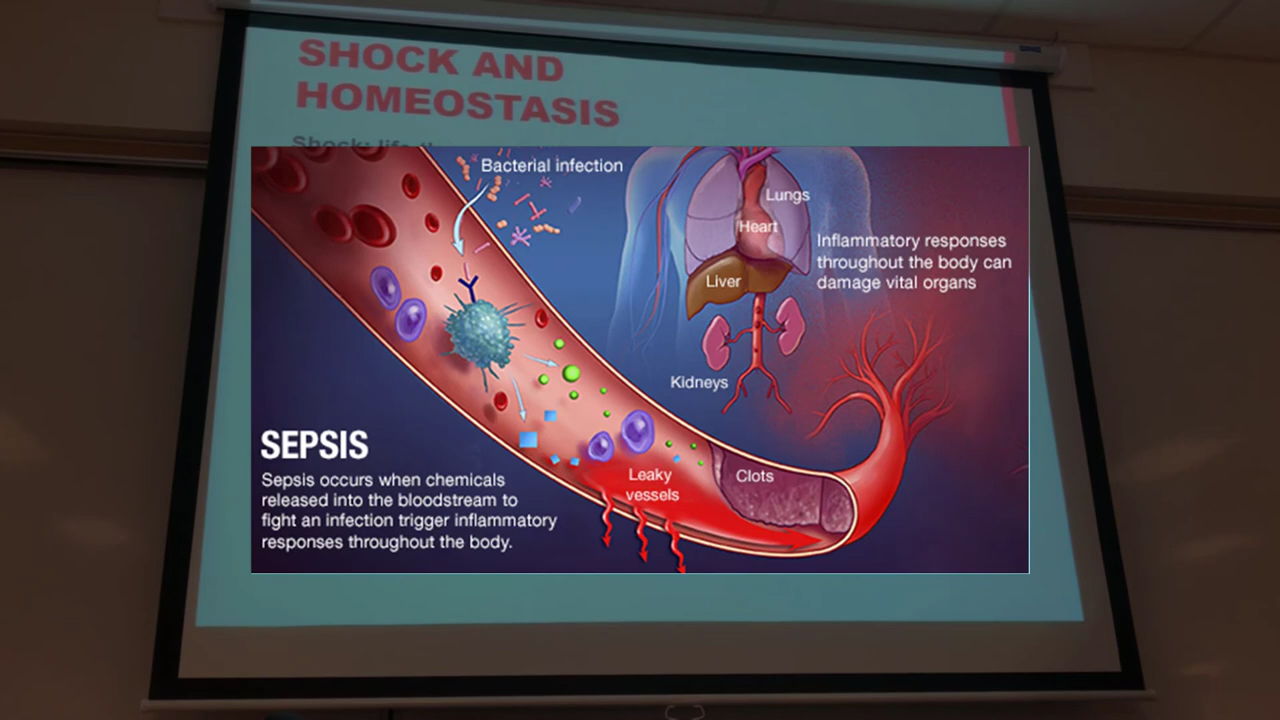 SHOCK AND
HOMEOSTASIS
Shock:
Bacterial infection
Lungs
Heart
Inflammatory responses
throughout the body can
damage vital organs
Liver
Kidneys
SEPSIS
Sepsis occurs when chemicals
released into the bloodstream to
fight an infection trigger inflammatory
responses throughout the body.
Leaky
vessels
Clots